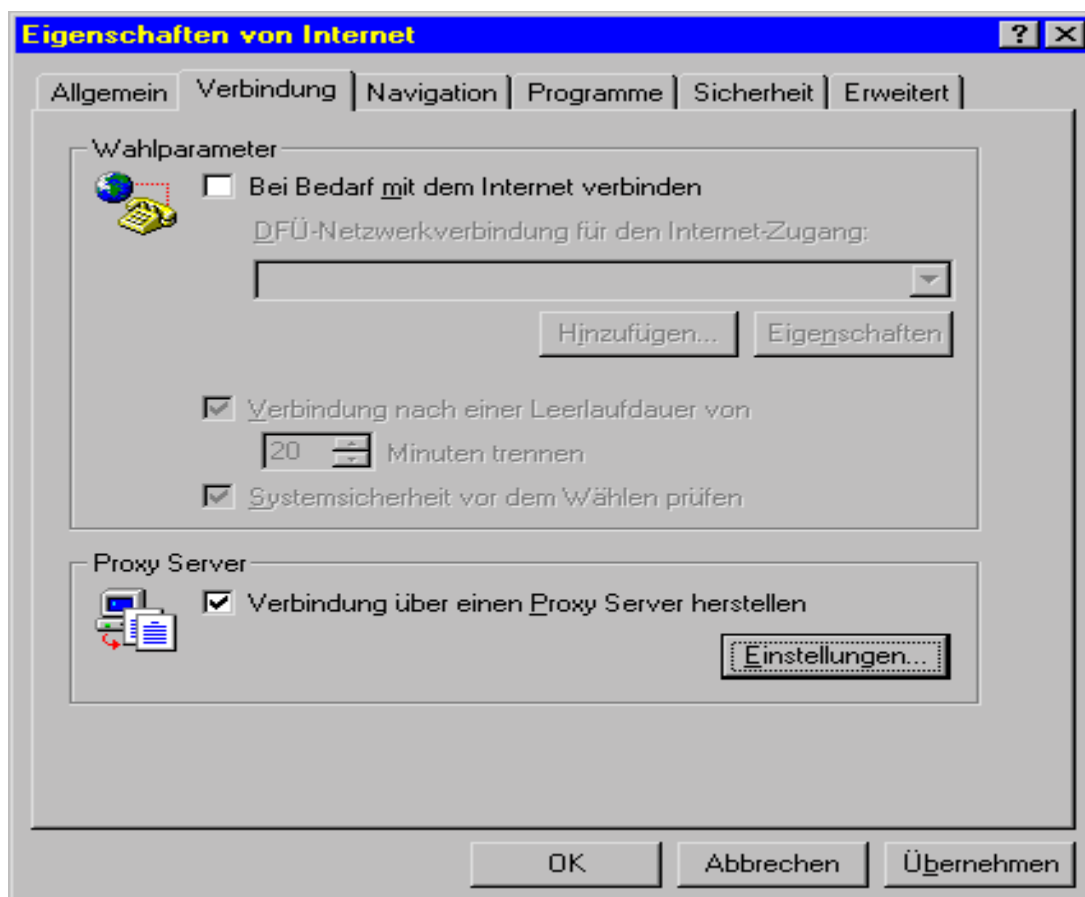 Eigenschaften von Internet
Allgemein Verbindung Navigation Programme Sicherheit Erweitert
Wahlparameter
Bei Bedarf mit dem Internet verbinden
DFÜ-Netzwerkverbindung für den Internet-Zugang:
Hinzufügen... Eigenschaften
Verbindung nach einer Leerlaufdauer von
20 Minuten trennen
Systemsicherheit vor dem Wählen prüfen
Proxy Server
Verbindung über einen Proxy Server herstellen
Einstellungen...
OK Abbrechen Übernehmen